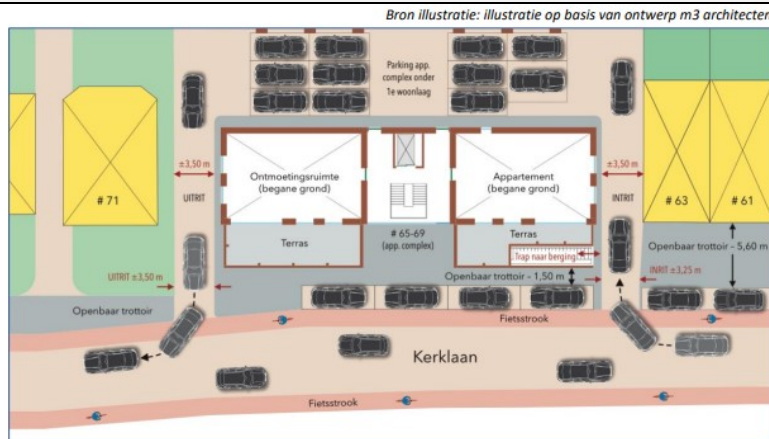 Bron illustratie: illustratie op basis van ontwerp m3 architecten
Parking app.
complex onder
1e woonlaag
±3,50 m
±3,50 m
Ontmoetingsruimte
(begane grond)
Appartement
(begane grond)
# 71
UITRIT
INTRIT
# 63
# 61
# 65-69
(app. complex)
Terras
Terras
Trap naar berging
Openbaar trottoir - 5,60 m
UITRIT ±3,50 m
Openbaar trottoir - 1,50 m
INRIT ±3,25 m
Openbaar trottoir
Fietsstrook
Kerklaan
Fietsstrook